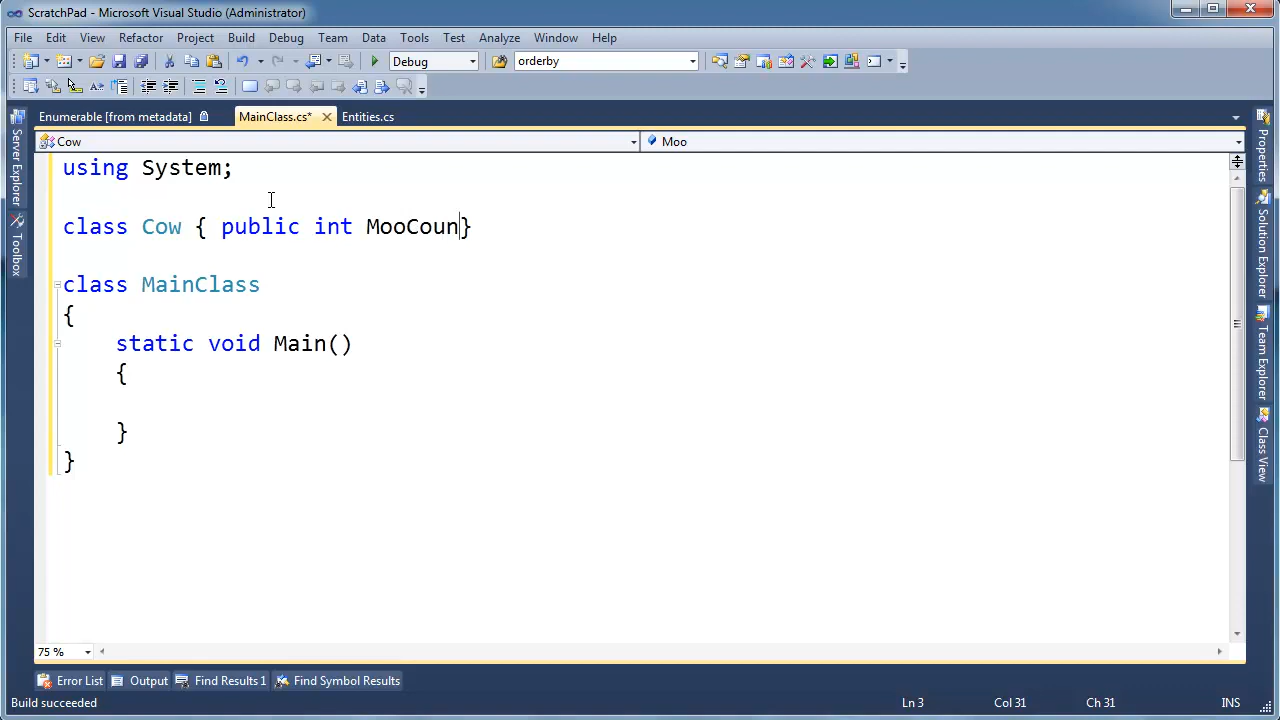 ScratchPad - Microsoft Visual Studio (Administrator)
File Edit View Refactor Project Build Debug Team Data Tools Test Analyze Window Help
Debug orderby
Enumerable [from metadata] MainClass.cs* Entities.cs
Cow Moo
using System;
class Cow { public int MooCoun}
class MainClass
{
static void Main()
{
}
}
Server Explorer
Toolbox
Properties
Solution Explorer
Team Explorer
Class View
75 %
Error List Output Find Results 1 Find Symbol Results
Build succeeded Ln 3 Col 31 Ch 31 INS